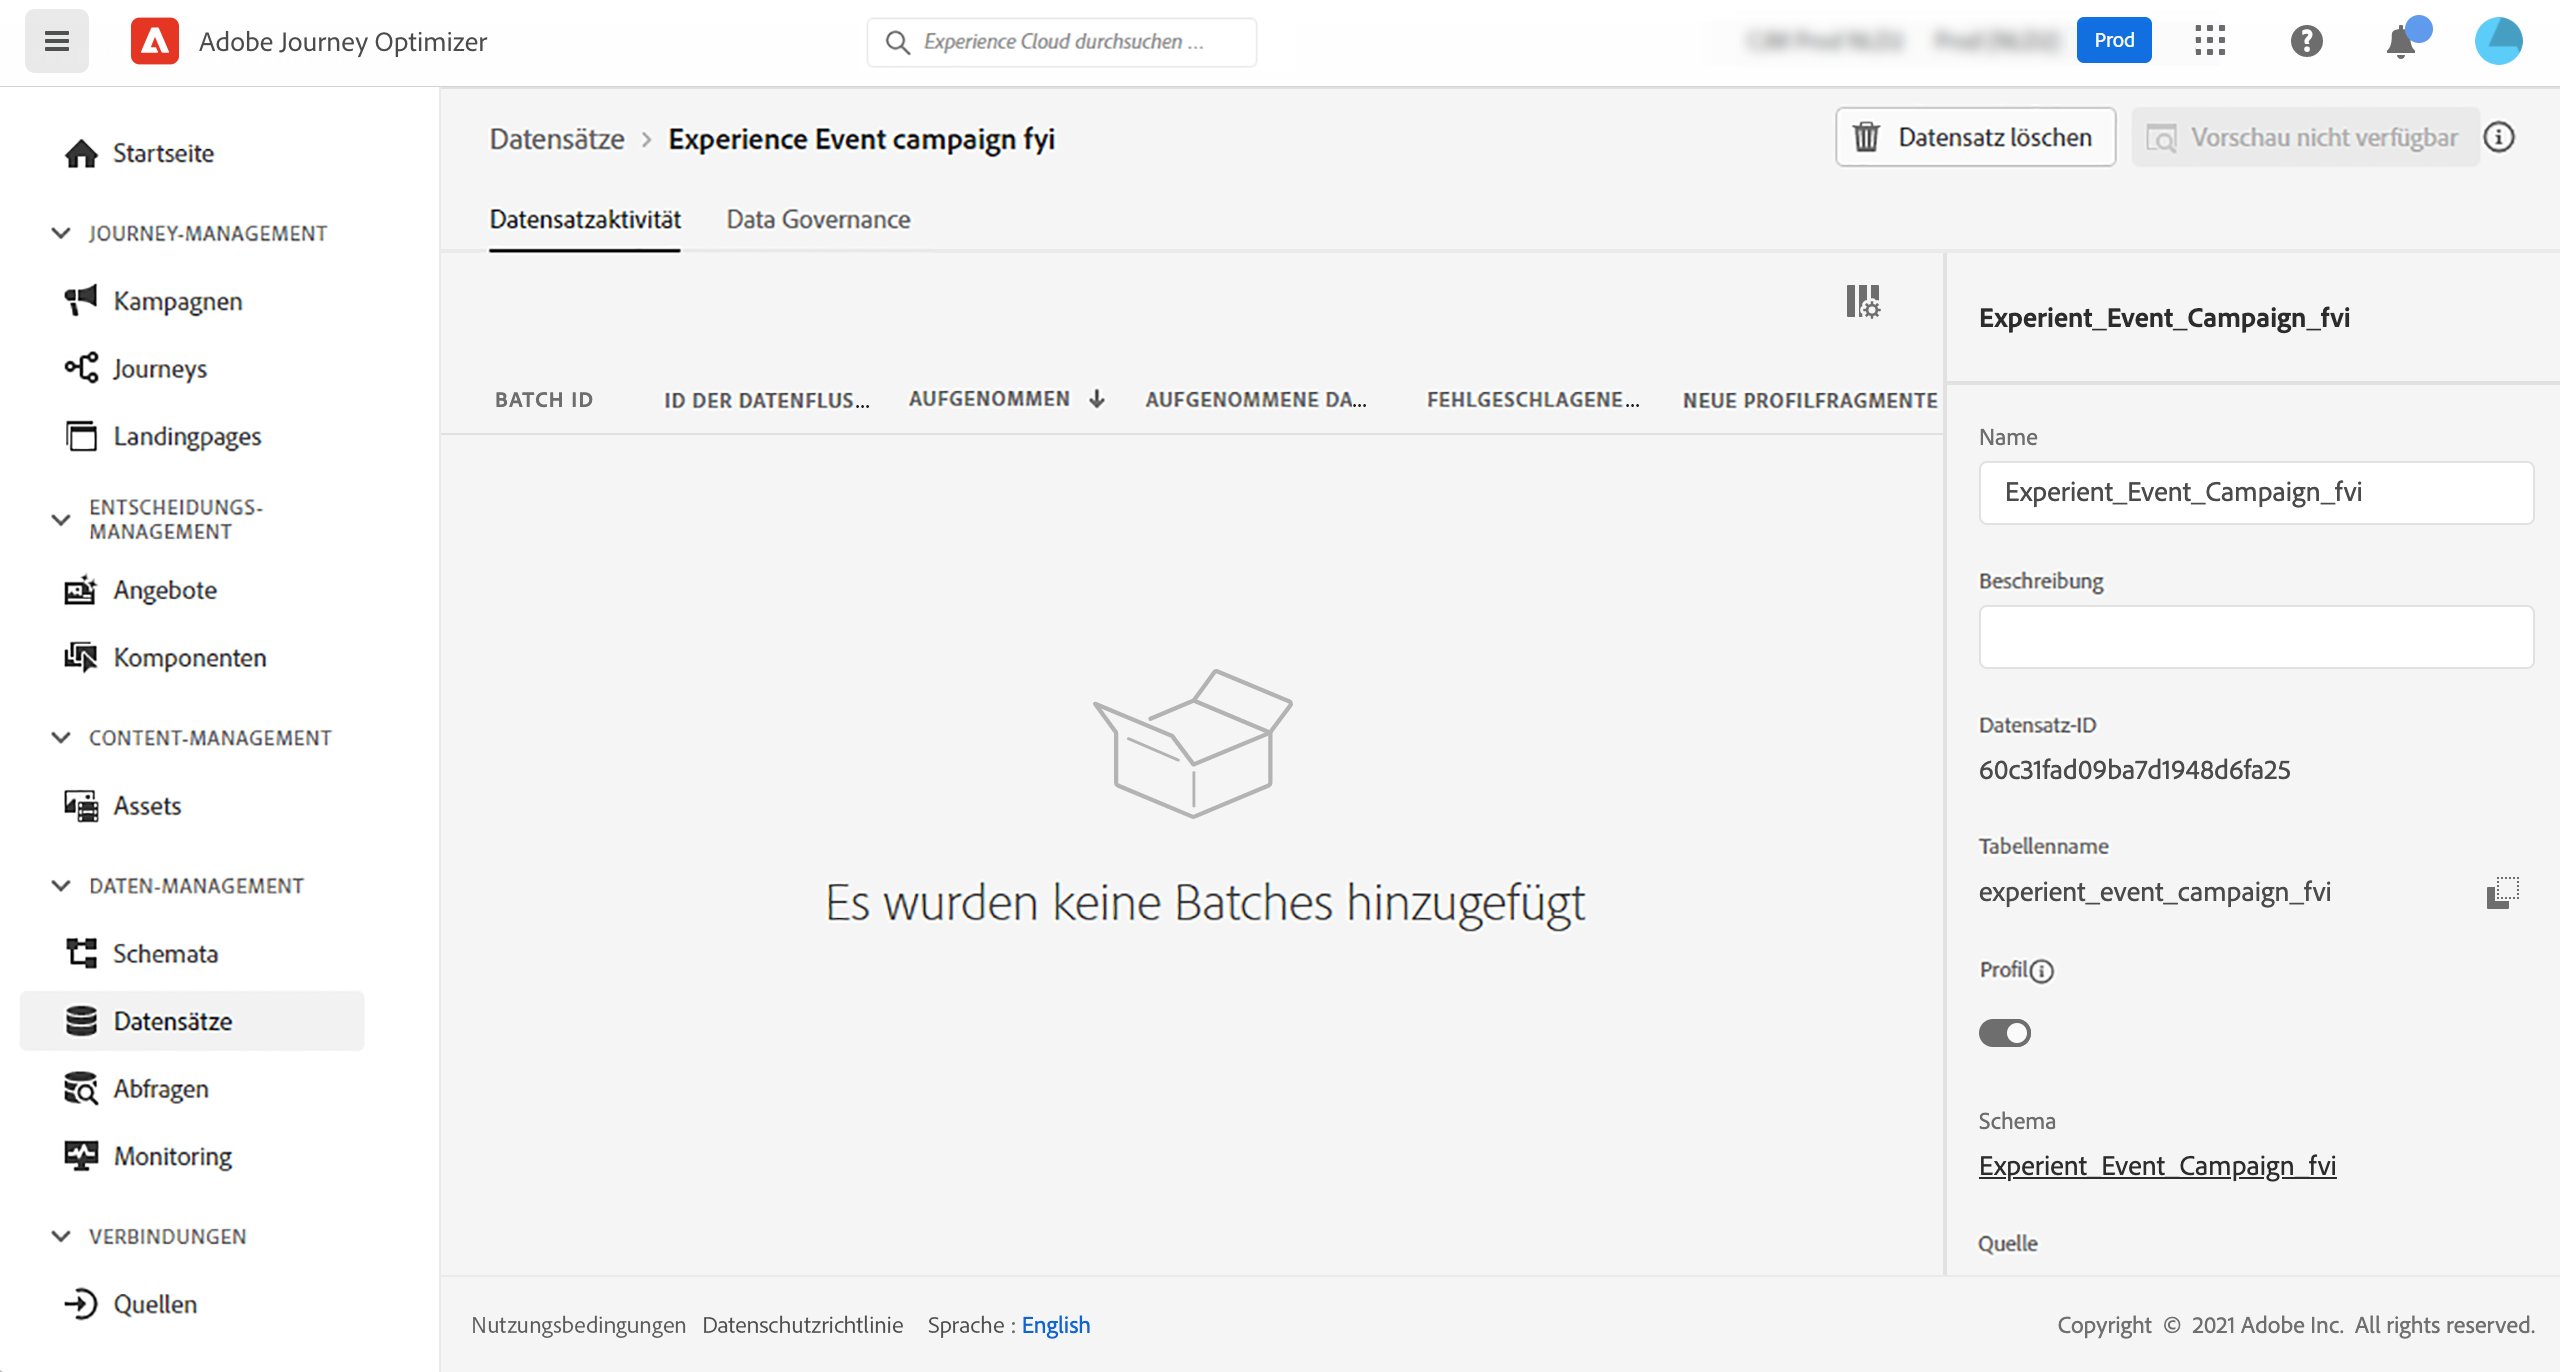 Adobe Journey Optimizer
Experience Cloud durchsuchen ...
Prod
Startseite
JOURNEY-MANAGEMENT
Kampagnen
Journeys
Landingpages
ENTSCHEIDUNGS-
MANAGEMENT
Angebote
Komponenten
CONTENT-MANAGEMENT
Assets
DATEN-MANAGEMENT
Schemata
Datensätze
Abfragen
Monitoring
VERBINDUNGEN
Quellen
Datensätze > Experience Event campaign fyi
Datensatz löschen
Vorschau nicht verfügbar
Datensatzaktivität
Data Governance
BATCH ID
ID DER DATENFLUS...
AUFGENOMMEN
AUFGENOMMENE DA...
FEHLGESCHLAGENE...
NEUE PROFILFRAGMENTE
Es wurden keine Batches hinzugefügt
Experient_Event_Campaign_fvi
Name
Experient_Event_Campaign_fvi
Beschreibung
Datensatz-ID
60c31fad09ba7d1948d6fa25
Tabellenname
experient_event_campaign_fvi
Profil
Schema
Experient_Event_Campaign_fvi
Quelle
Nutzungsbedingungen Datenschutzrichtlinie Sprache : English
Copyright © 2021 Adobe Inc. All rights reserved.